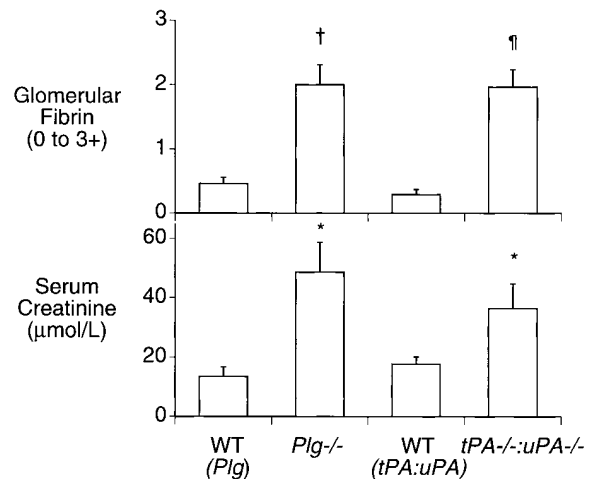 3
† ¶
Glomerular
Fibrin
(0 to 3+)
2
1
0
60
* *
Serum
Creatinine
(μmol/L)
40
20
0
WT Plg-/- WT tPA-/-:uPA-/-
(Plg) (tPA:uPA)